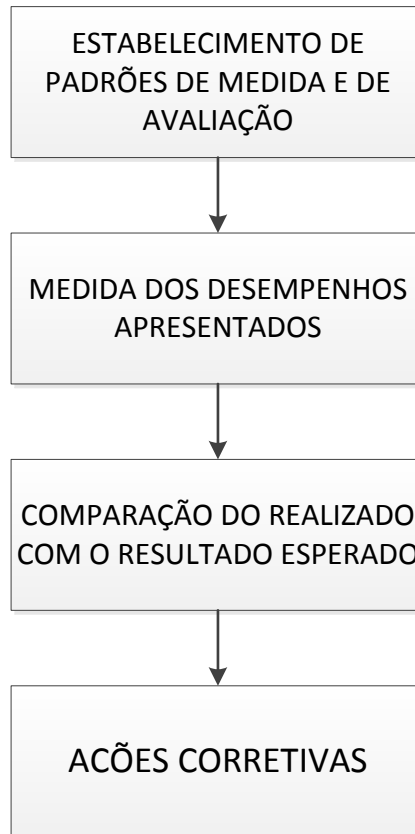 ESTABELECIMENTO DE
PADRÕES DE MEDIDA E DE
AVALIAÇÃO
MEDIDA DOS DESEMPENHOS
APRESENTADOS
COMPARAÇÃO DO REALIZADO
COM O RESULTADO ESPERADO
ACÕES CORRETIVAS